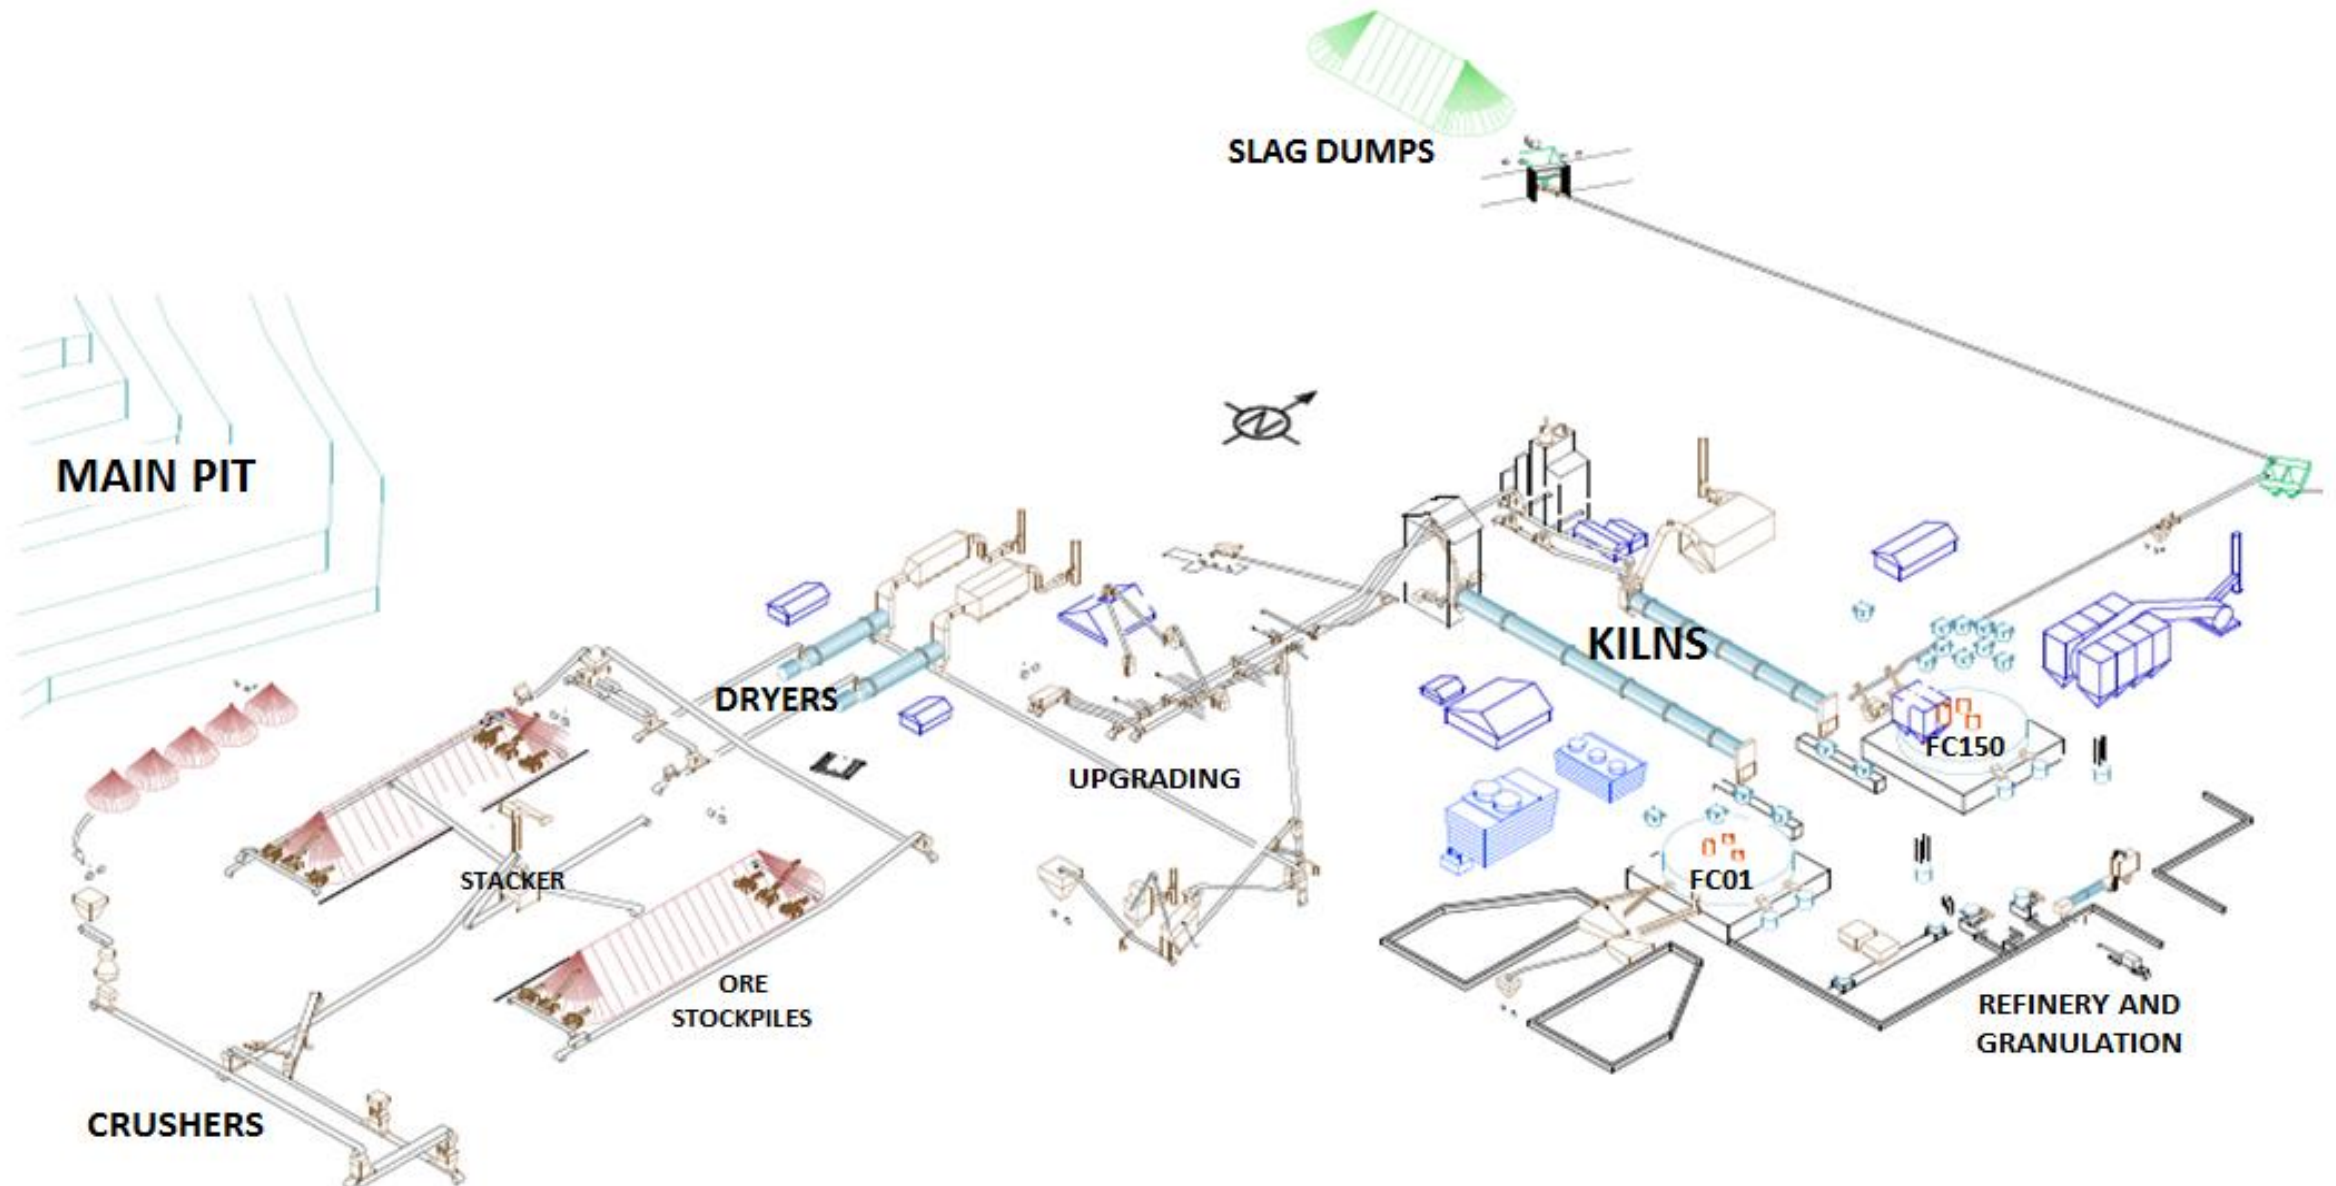 SLAG DUMPS
N
MAIN PIT
KILNS
DRYERS
FC150
UPGRADING
STACKER
FC01
ORE
STOCKPILES
REFINERY AND
GRANULATION
CRUSHERS